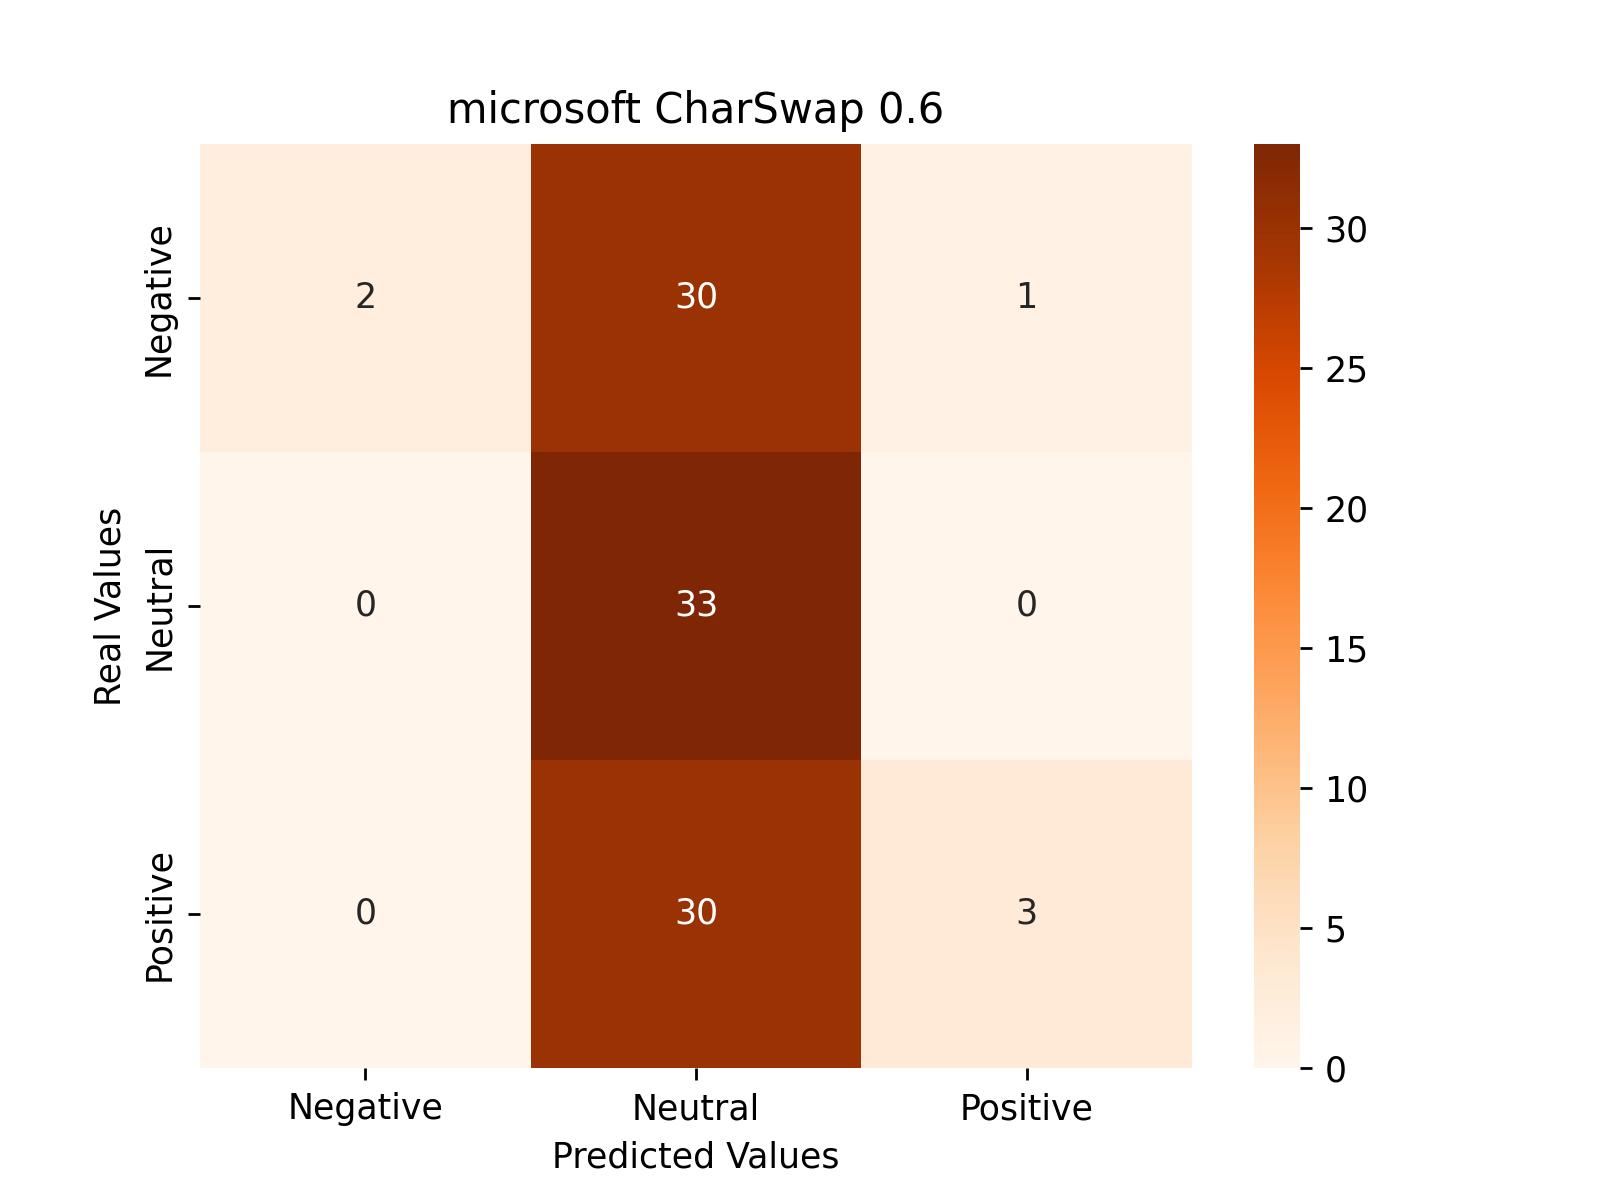 microsoft CharSwap 0.6
Real Values
Negative
2 30 1
Neutral
0 33 0
Positive
0 30 3
Negative Neutral Positive
Predicted Values
30
25
20
15
10
5
0